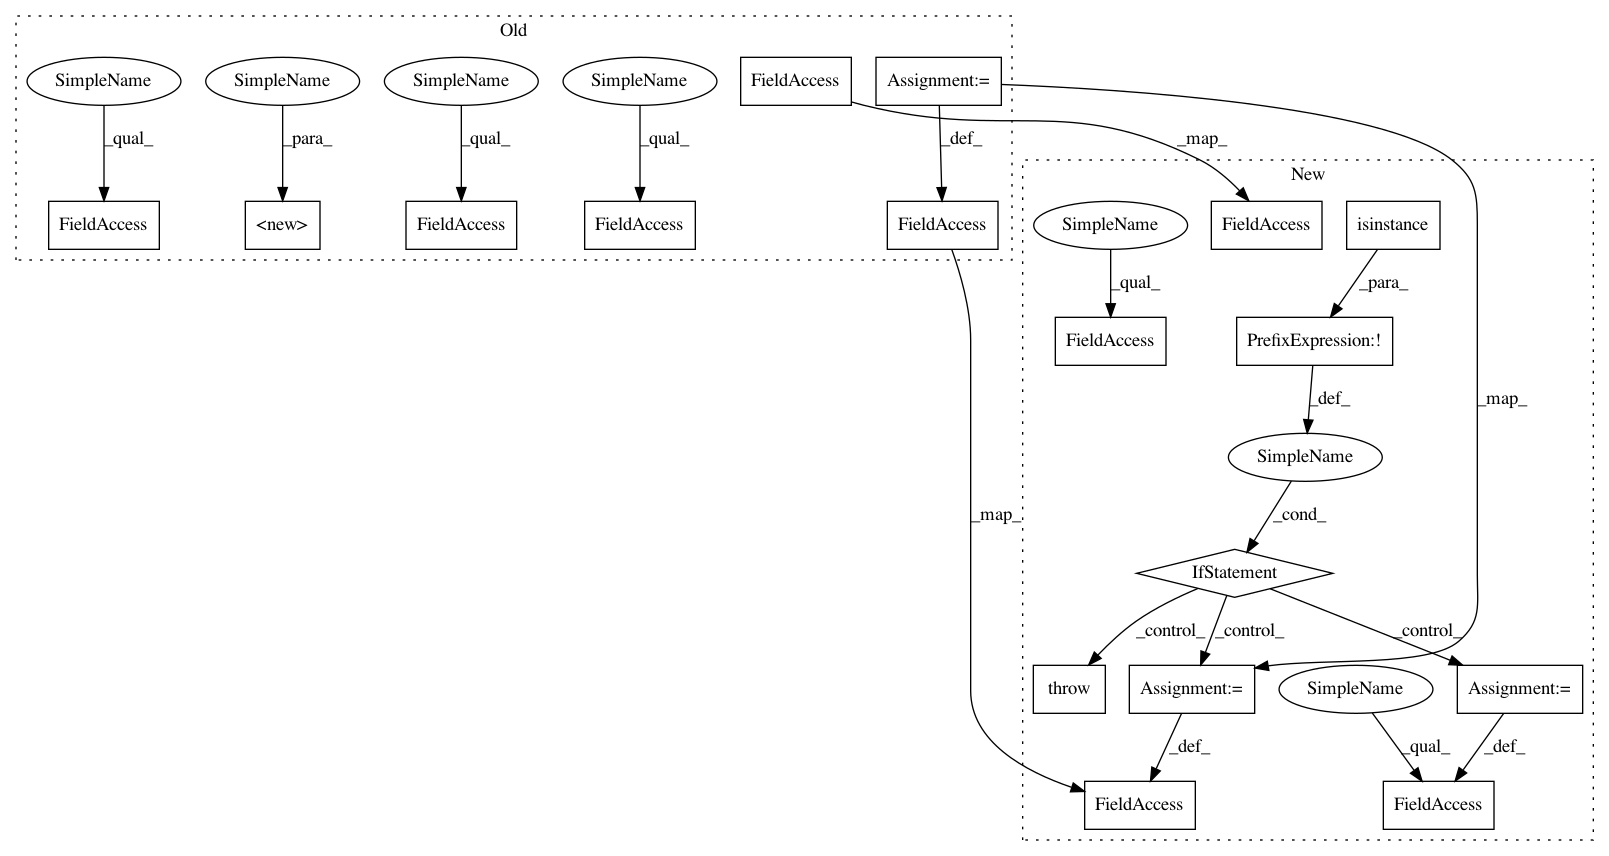 Old
SimpleName
SimpleName
SimpleName
SimpleName
FieldAccess
Assignment:=
_qual_
_para_
_qual_
_qual_
_def_
_map_
New
FieldAccess
<new>
FieldAccess
FieldAccess
FieldAccess
SimpleName
FieldAccess
isinstance
_qual_
_para_
FieldAccess
PrefixExpression:!
_def_
_map_
SimpleName
_map_
_cond_
IfStatement
_control_
_control_
_control_
throw
Assignment:=
SimpleName
Assignment:=
_def_
_qual_
_def_
FieldAccess
FieldAccess